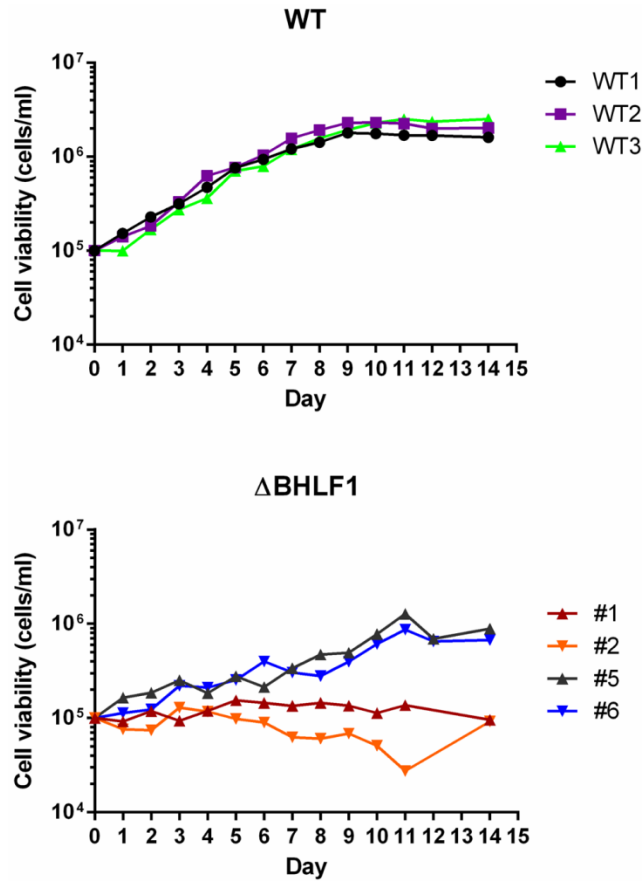 WT
Cell viability (cells/ml)
10⁷
10⁶
10⁵
10⁴
0 1 2 3 4 5 6 7 8 9 10 11 12 13 14 15
Day
WT1
WT2
WT3
ΔBHLF1
Cell viability (cells/ml)
10⁷
10⁶
10⁵
10⁴
0 1 2 3 4 5 6 7 8 9 10 11 12 13 14 15
Day
#1
#2
#5
#6